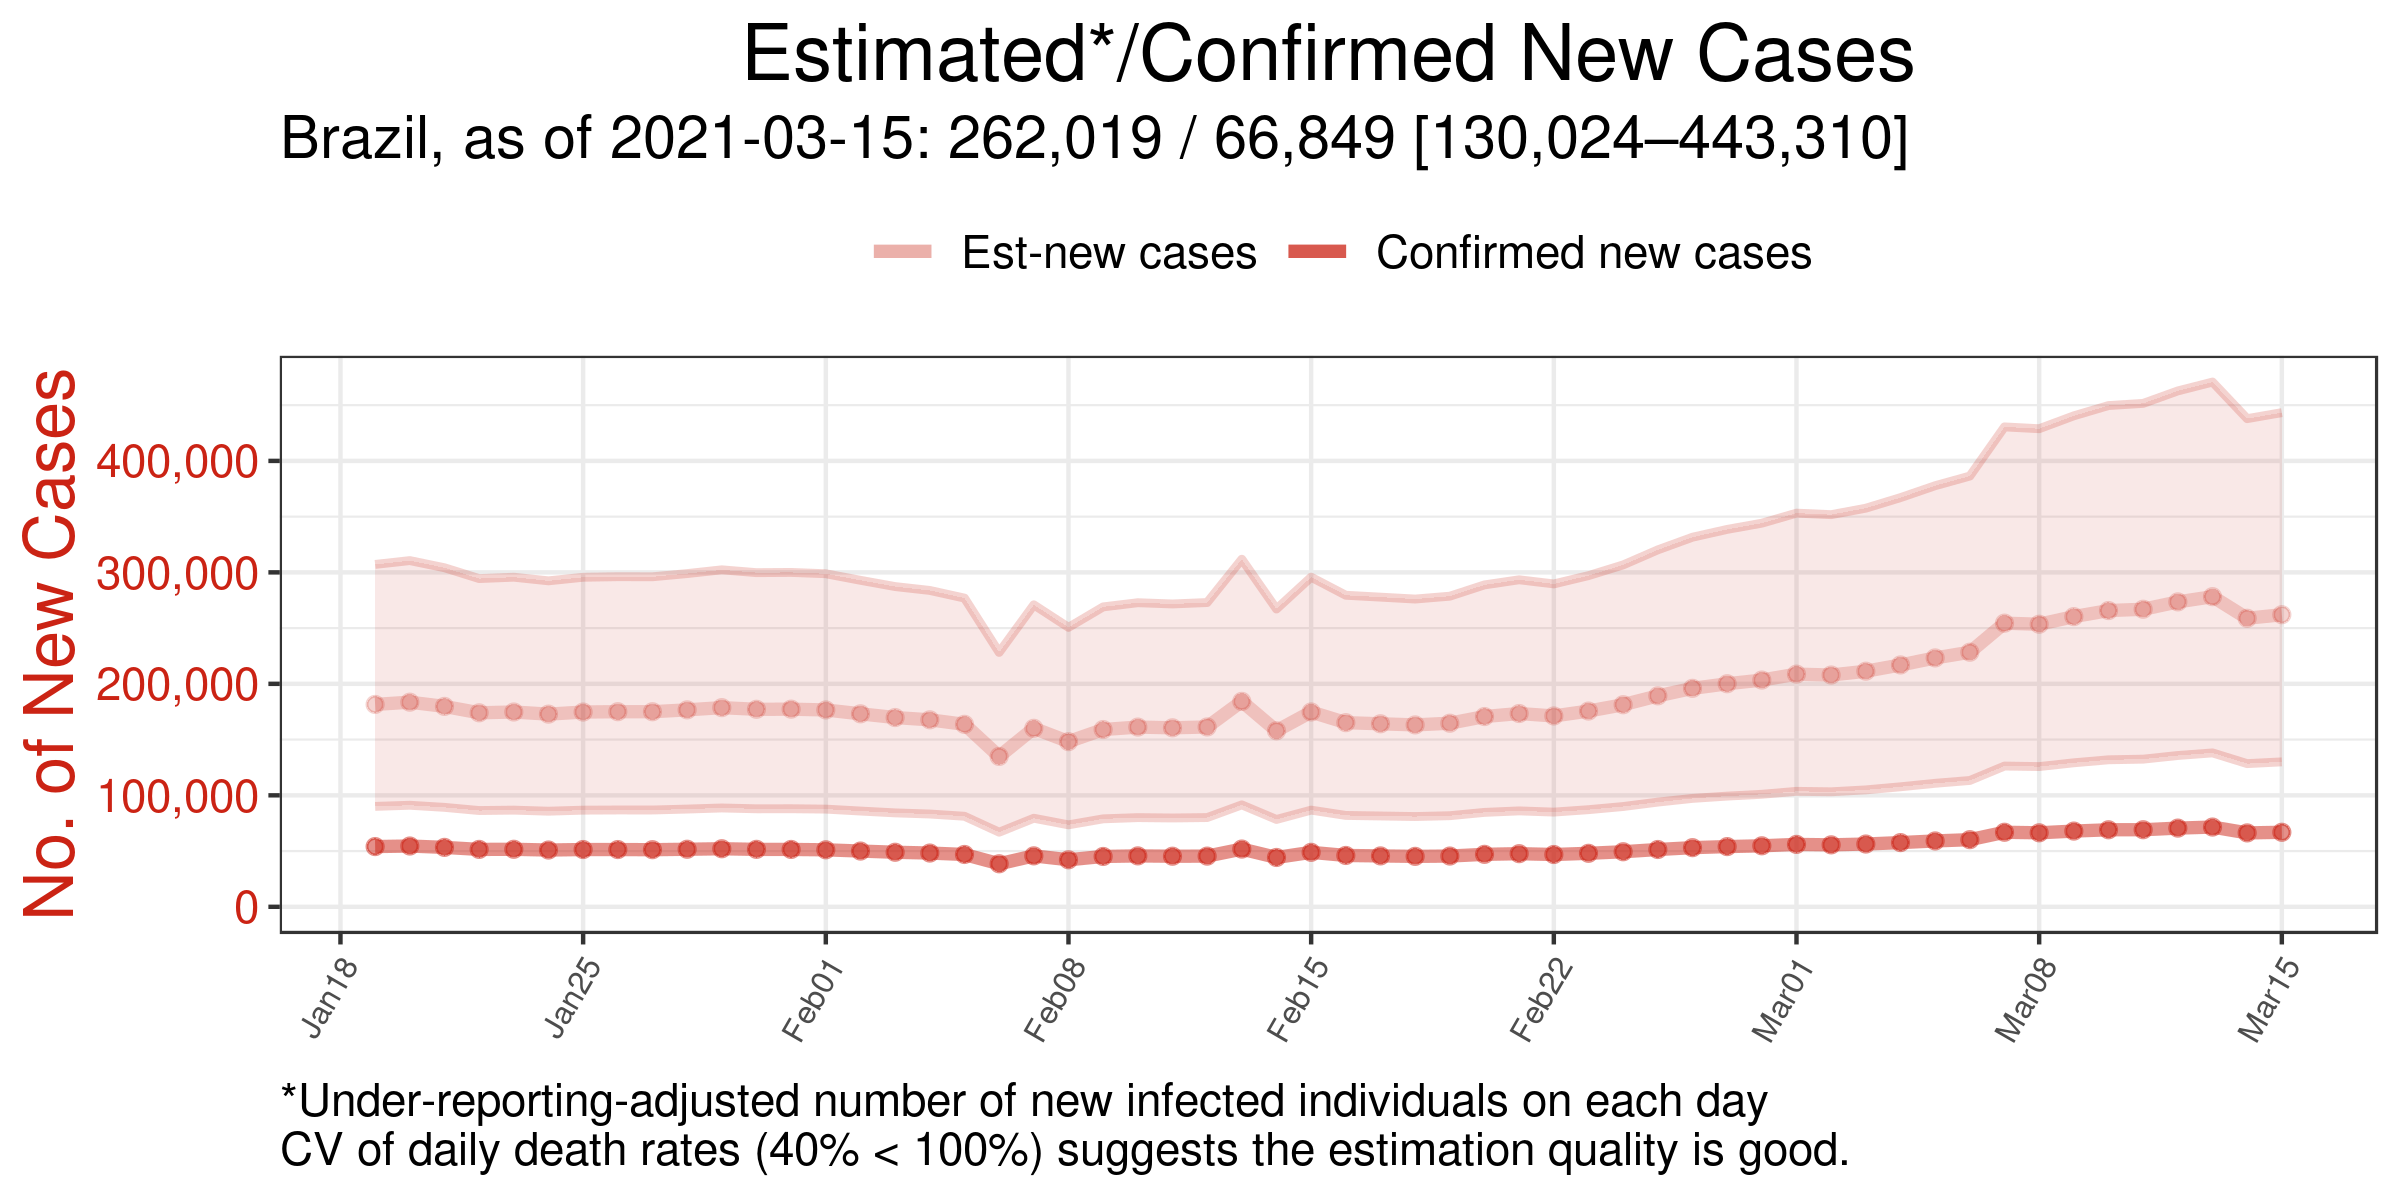 Estimated*/Confirmed New Cases
Brazil, as of 2021-03-15: 262,019 / 66,849 [130,024–443,310]
Est-new cases
Confirmed new cases
No. of New Cases
400,000
300,000
200,000
100,000
0
Jan18
Jan25
Feb01
Feb08
Feb15
Feb22
Mar01
Mar08
Mar15
*Under-reporting-adjusted number of new infected individuals on each day
CV of daily death rates (40% < 100%) suggests the estimation quality is good.